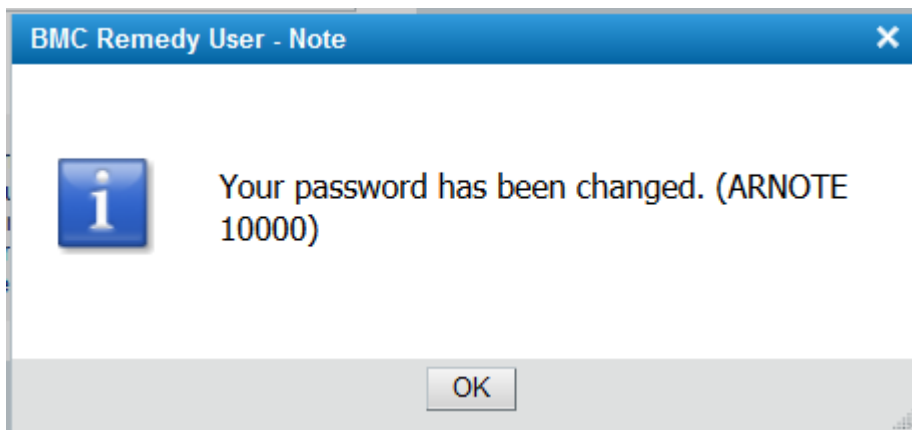 BMC Remedy User - Note
Your password has been changed. (ARNOTE
10000)
OK